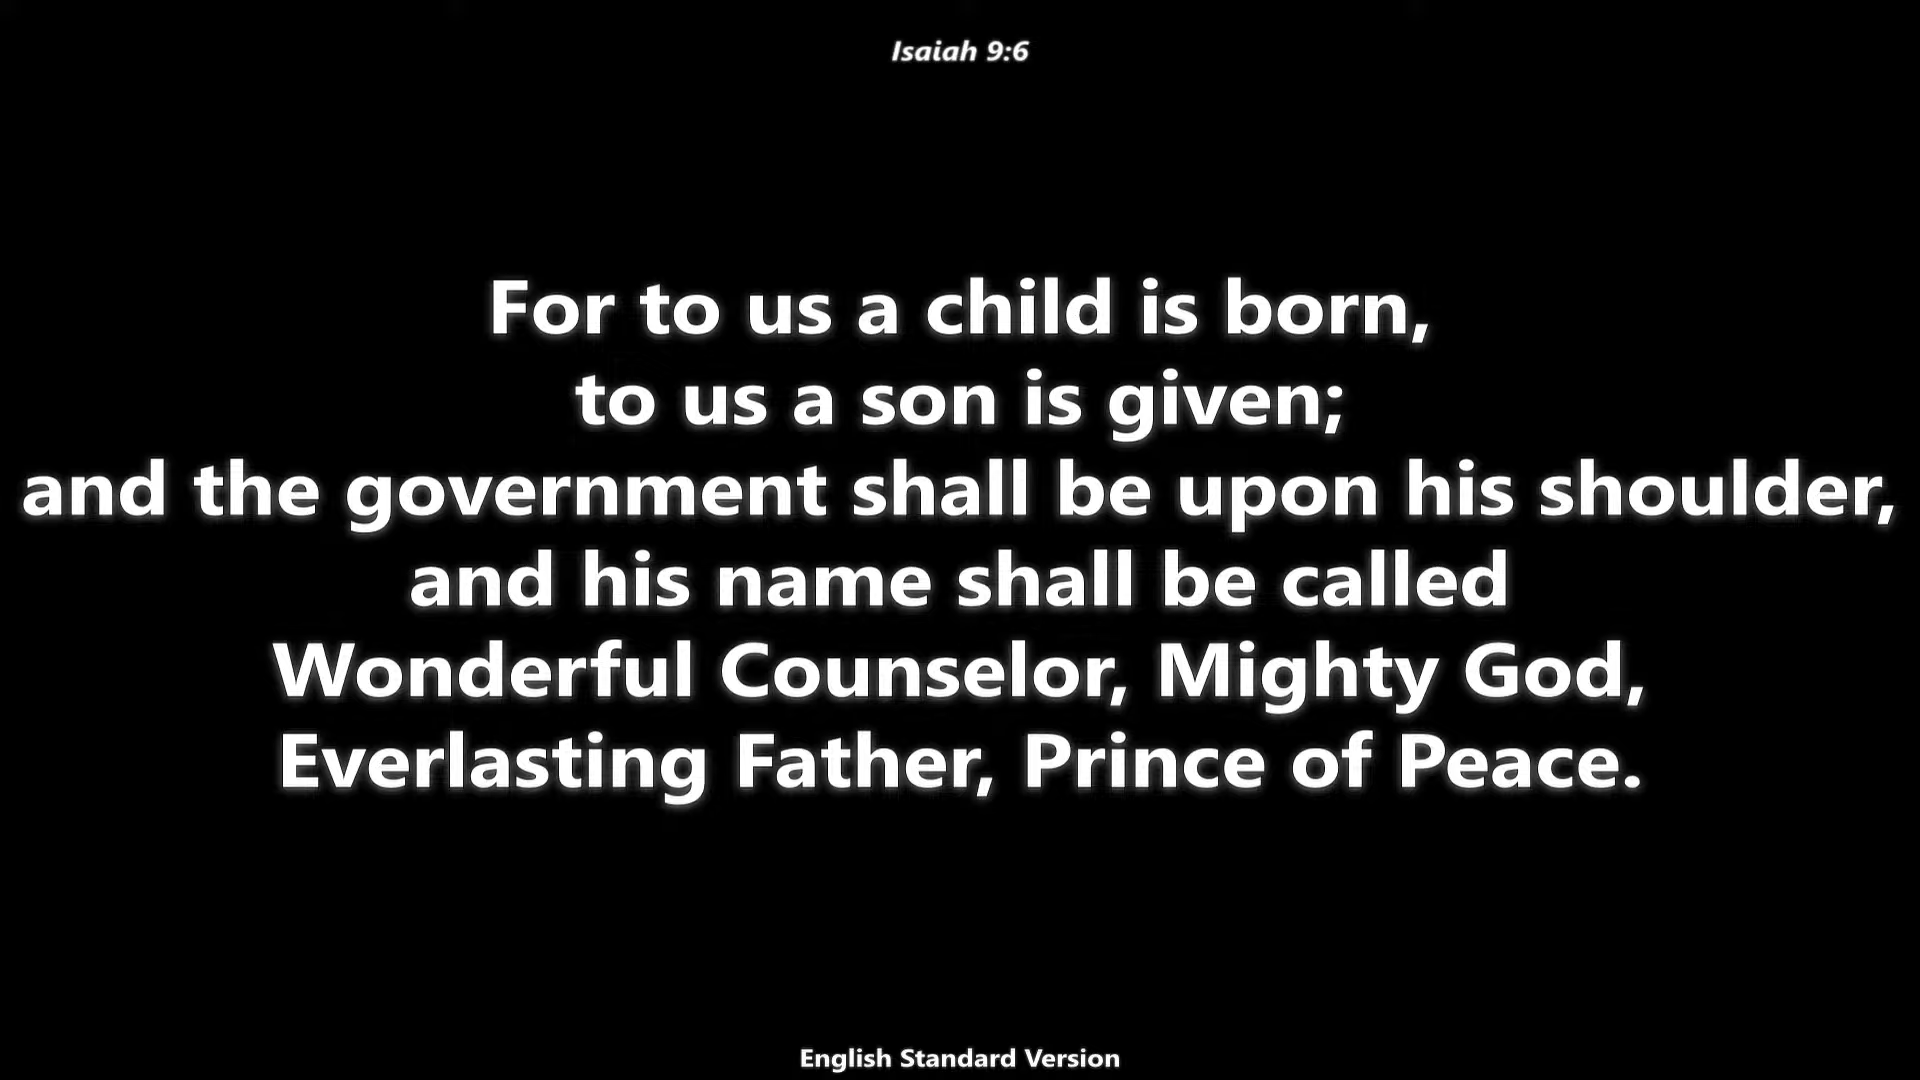 Isaiah 9:6
For to us a child is born,
to us a son is given;
and the government shall be upon his shoulder,
and his name shall be called
Wonderful Counselor, Mighty God,
Everlasting Father, Prince of Peace.
English Standard Version